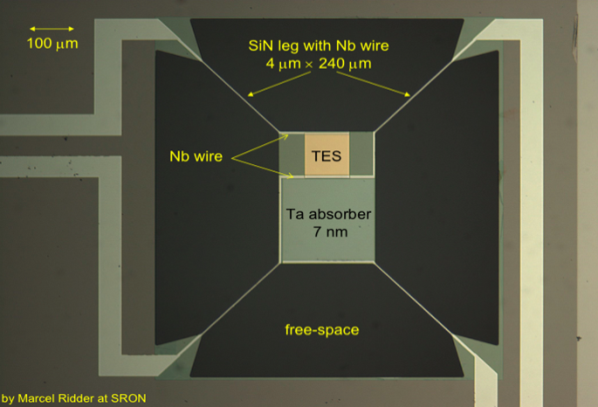 100 μm
SiN leg with Nb wire
4 μm × 240 μm
Nb wire
TES
Ta absorber
7 nm
free-space
by Marcel Ridder at SRON